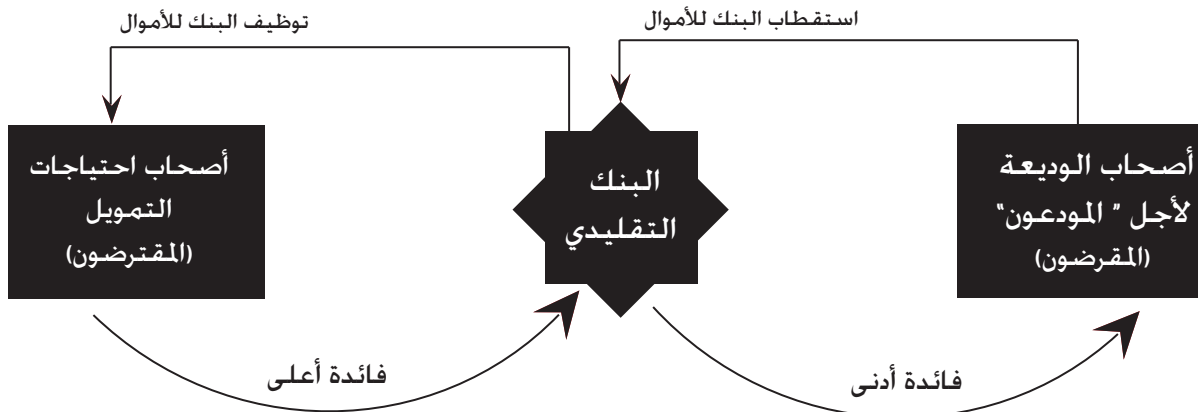 استقطاب البنك للأموال
توظيف البنك للأموال
أصحاب الوديعة
لأجل " المودعون"
(المقرضون)
البنك
التقليدي
أصحاب احتياجات
التمويل
(المقترضون)
فائدة أدنى
فائدة أعلى